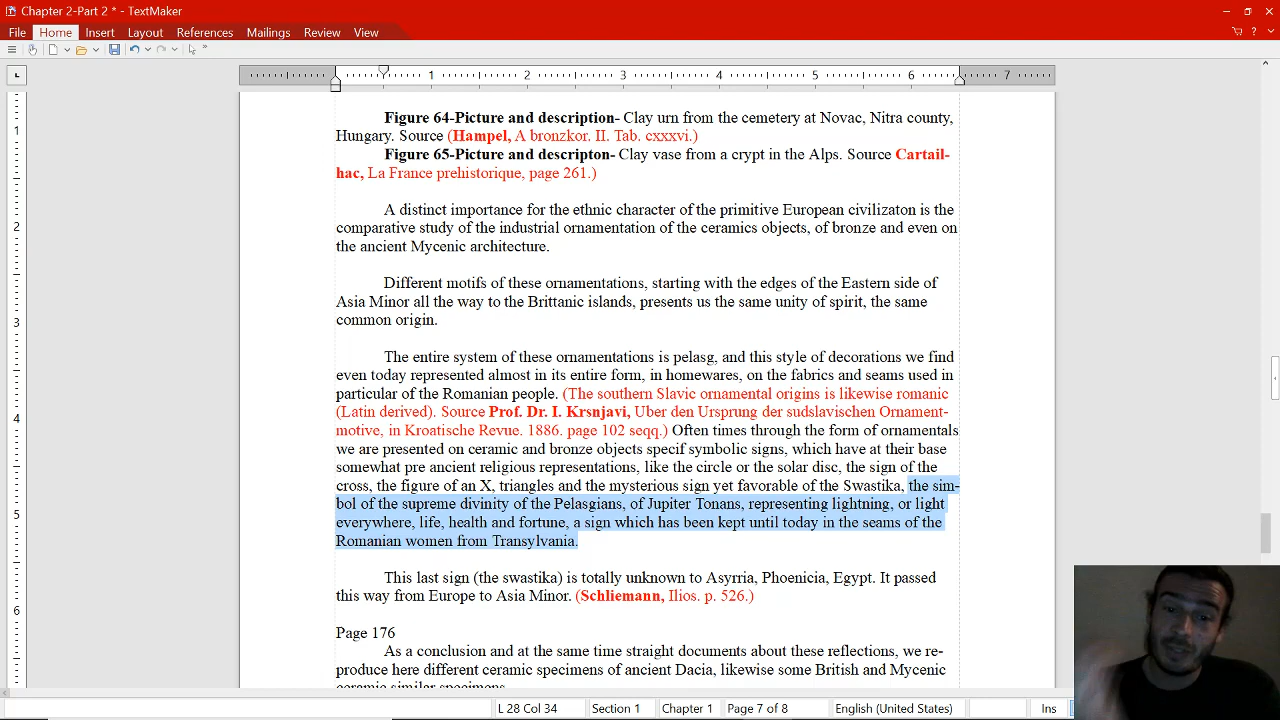 Chapter 2-Part 2 * - TextMaker
File Home Insert Layout References Mailings Review View
1 2 3 4 5 6 7
Figure 64-Picture and description- Clay urn from the cemetery at Novac, Nitra county,
Hungary. Source (Hampel, A bronzkor. II. Tab. cxxxvi.)
Figure 65-Picture and descripton- Clay vase from a crypt in the Alps. Source Cartail-
hac, La France prehistorique, page 261.)
A distinct importance for the ethnic character of the primitive European civilizaton is the
comparative study of the industrial ornamentation of the ceramics objects, of bronze and even on
the ancient Mycenic architecture.
Different motifs of these ornamentations, starting with the edges of the Eastern side of
Asia Minor all the way to the Brittanic islands, presents us the same unity of spirit, the same
common origin.
The entire system of these ornamentations is pelasg, and this style of decorations we find
even today represented almost in its entire form, in homewares, on the fabrics and seams used in
particular of the Romanian people. (The southern Slavic ornamental origins is likewise romanic
(Latin derived). Source Prof. Dr. I. Krsnjavi, Uber den Ursprung der sudslavischen Ornament-
motive, in Kroatische Revue. 1886. page 102 seqq.) Often times through the form of ornamentals
we are presented on ceramic and bronze objects specif symbolic signs, which have at their base
somewhat pre ancient religious representations, like the circle or the solar disc, the sign of the
cross, the figure of an X, triangles and the mysterious sign yet favorable of the Swastika, the sim-
bol of the supreme divinity of the Pelasgians, of Jupiter Tonans, representing lightning, or light
everywhere, life, health and fortune, a sign which has been kept until today in the seams of the
Romanian women from Transylvania.
This last sign (the swastika) is totally unknown to Asyrria, Phoenicia, Egypt. It passed
this way from Europe to Asia Minor. (Schliemann, Ilios. p. 526.)
Page 176
As a conclusion and at the same time straight documents about these reflections, we re-
produce here different ceramic specimens of ancient Dacia, likewise some British and Mycenic
ceramic similar specimens.
1 2 3 4 5 6
L 28 Col 34 Section 1 Chapter 1 Page 7 of 8 English (United States) Ins